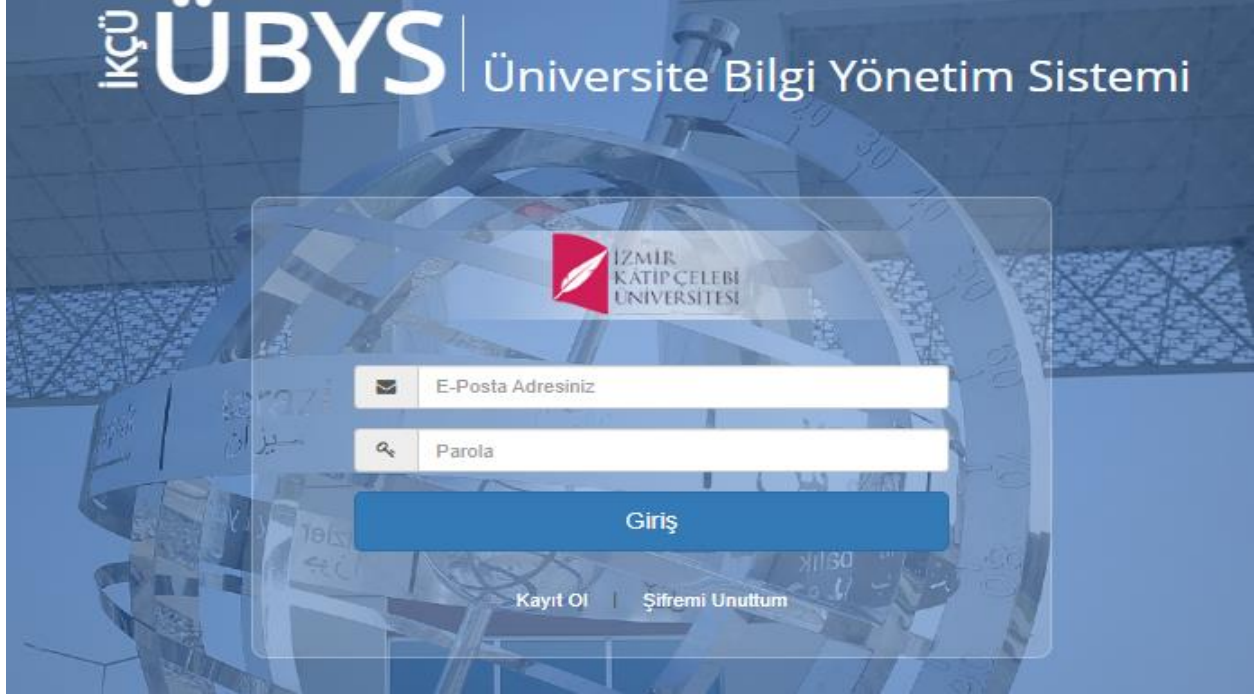 İKÇÜ
ÜBYS
Üniversite Bilgi Yönetim Sistemi
İZMİR
KÂTİP ÇELEBİ
ÜNİVERSİTESİ
E-Posta Adresiniz
Parola
Giriş
Kayıt Ol | Şifremi Unuttum